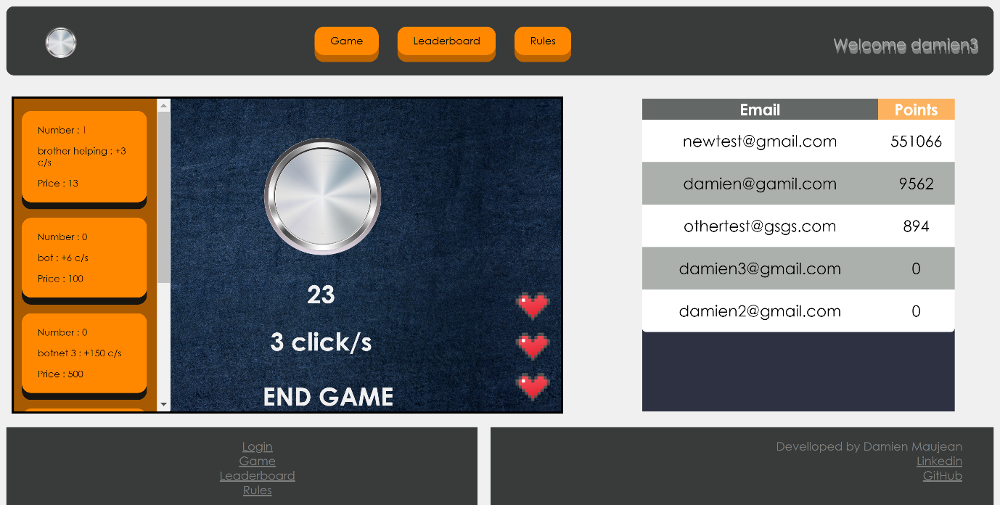 Game
Leaderboard
Rules
Welcome damien3
Number : 1
brother helping : +3
c/s
Price : 13
Number : 0
bot : +6 c/s
Price : 100
Number : 0
botnet 3 : +150 c/s
Price : 500
23
3 click/s
END GAME
Email Points
newtest@gmail.com 551066
damien@gamil.com 9562
othertest@gsgs.com 894
damien3@gmail.com 0
damien2@gmail.com 0
Login
Game
Leaderboard
Rules
Develloped by Damien Maujean
Linkedin
GitHub